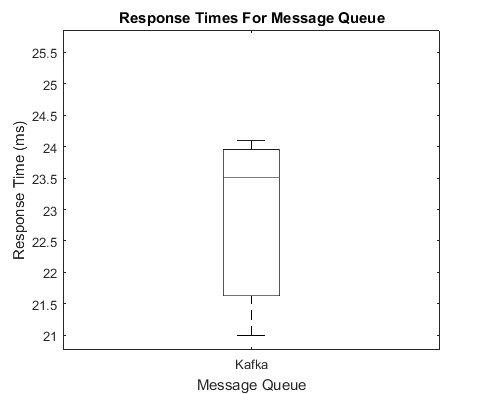 Response Times For Message Queue
Response Time (ms)
25.5
25
24.5
24
23.5
23
22.5
22
21.5
21
Kafka
Message Queue